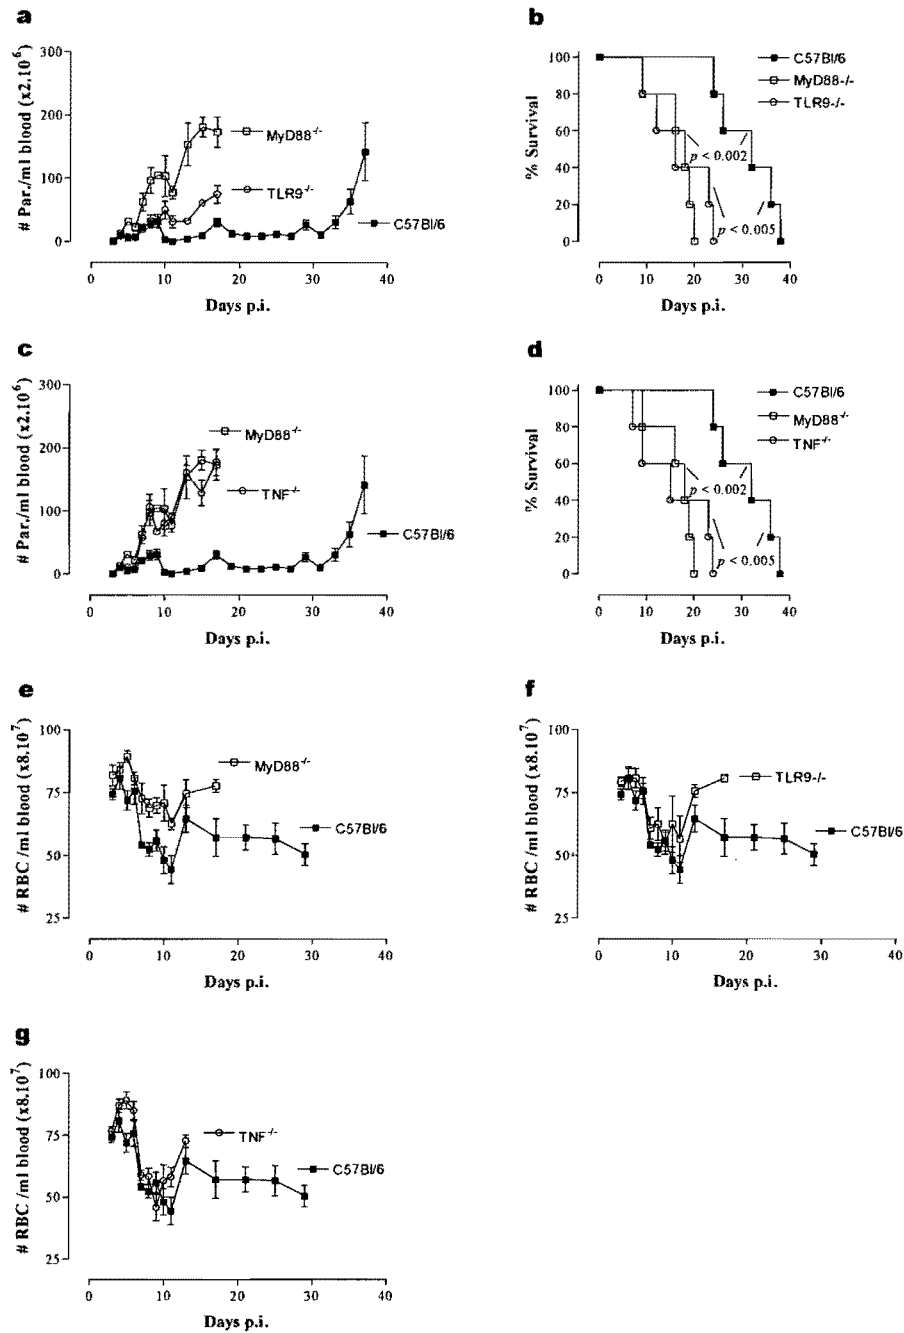 a
# Par./ml blood (x2.10⁶)
300
200
100
0
MyD88⁻/⁻
TLR9⁻/⁻
C57Bl/6
0 10 20 30 40
Days p.i.
b
% Survival
100
80
60
40
20
0
C57Bl/6
MyD88-/-
TLR9-/-
p < 0.002
p < 0.005
0 10 20 30 40
Days p.i.
c
# Par./ml blood (x2.10⁶)
300
200
100
0
MyD88⁻/⁻
TNF⁻/⁻
C57Bl/6
0 10 20 30 40
Days p.i.
d
% Survival
100
80
60
40
20
0
C57Bl/6
MyD88⁻/⁻
TNF⁻/⁻
p < 0.002
p < 0.005
0 10 20 30 40
Days p.i.
e
# RBC /ml blood (x8.10⁷)
100
75
50
25
MyD88⁻/⁻
C57Bl/6
0 10 20 30 40
Days p.i.
f
# RBC /ml blood (x8.10⁷)
100
75
50
25
TLR9-/-
C57Bl/6
0 10 20 30 40
Days p.i.
g
# RBC /ml blood (x8.10⁷)
100
75
50
25
TNF⁻/⁻
C57Bl/6
0 10 20 30 40
Days p.i.